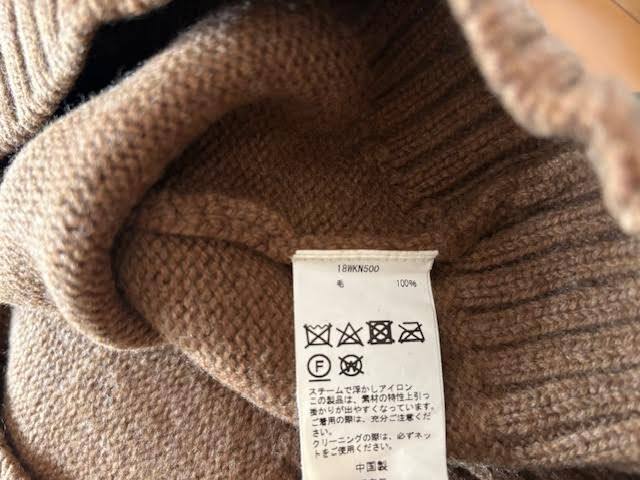 18WKN500
毛 100%
F W
スチームで浮かしアイロン
この製品は、素材の特性上引っ
掛かりが出やすくなっています。
ご着用の際は、充分ご注意くだ
さい。
クリーニングの際は、必ずネッ
トをご使用ください。
中国製